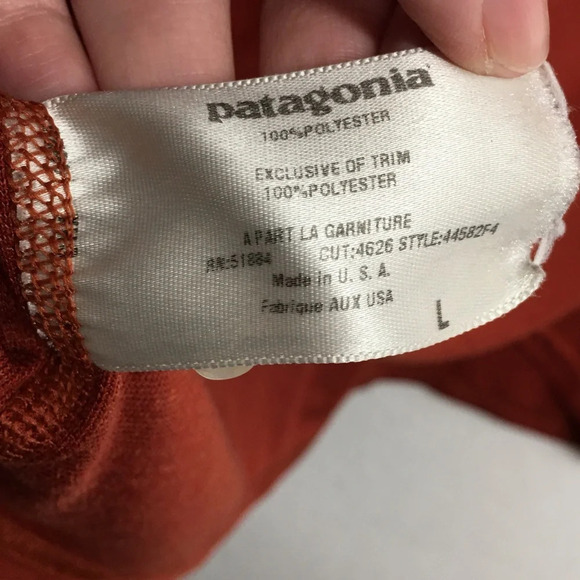 patagonia
100%POLYESTER
EXCLUSIVE OF TRIM
100%POLYESTER
A PART LA GARNITURE
RN:51884 CUT:4626 STYLE:44582F4
Made in U.S.A.
Fabrique AUX USA
L